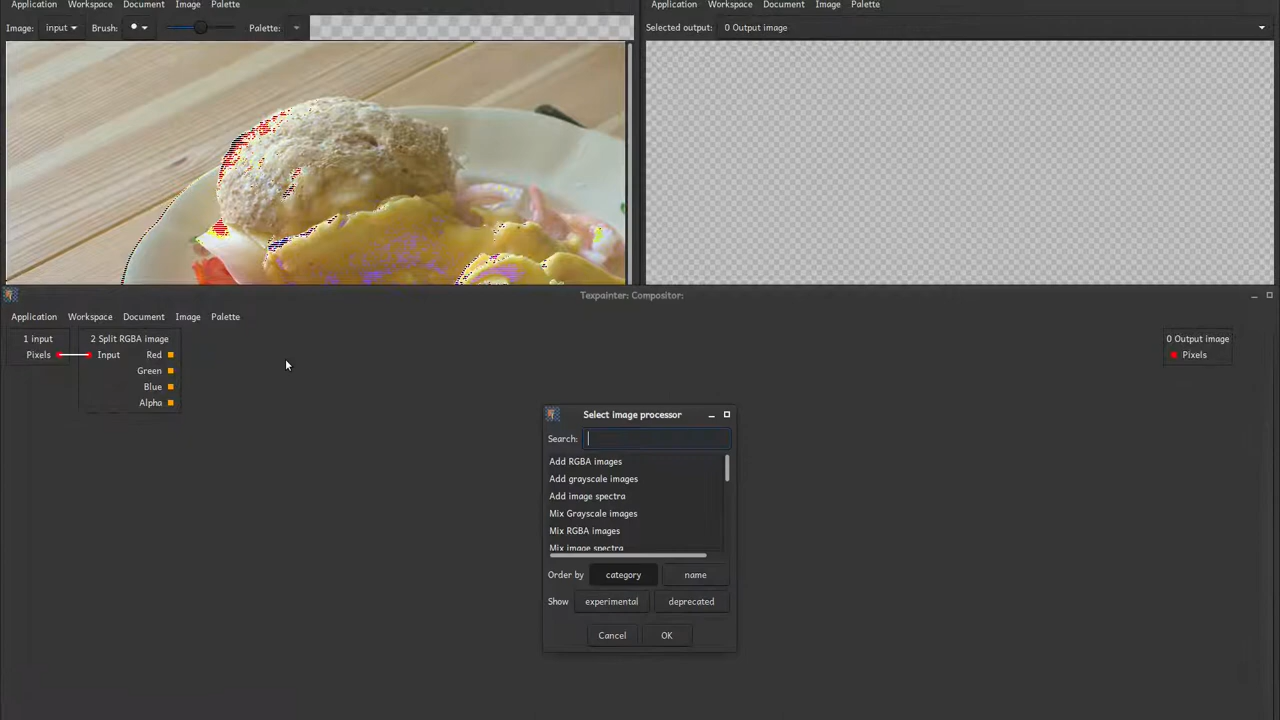 Application Workspace Document Image Palette
Image: input Brush: Palette:
Application Workspace Document Image Palette
Selected output: 0 Output image
Texpainter: Compositor:
Application Workspace Document Image Palette
1 input
Pixels
2 Split RGBA image
Input Red
Green
Blue
Alpha
0 Output image
Pixels
Select image processor
Search:
Add RGBA images
Add grayscale images
Add image spectra
Mix Grayscale images
Mix RGBA images
Mix image spectra
Order by category name
Show experimental deprecated
Cancel OK